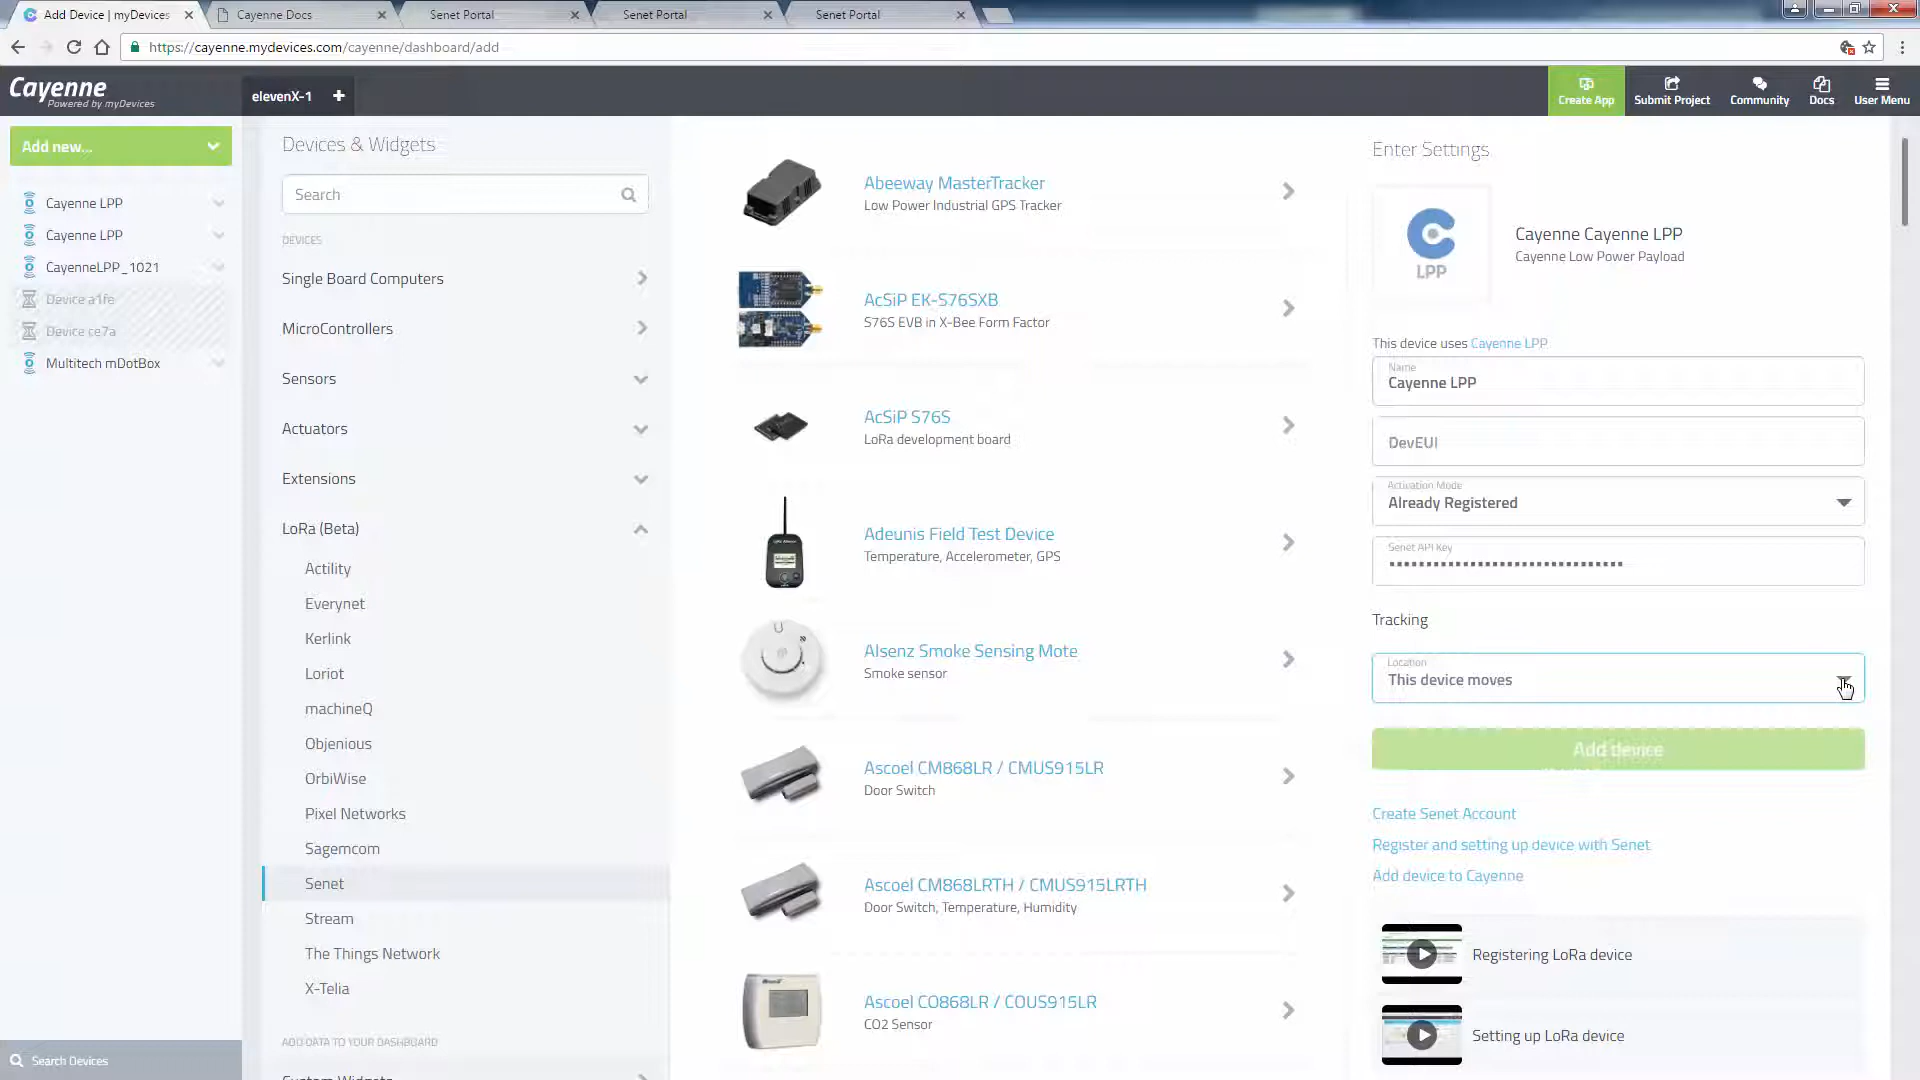 Add Device | myDevices
Cayenne Docs
Senet Portal
Senet Portal
Senet Portal
https://cayenne.mydevices.com/cayenne/dashboard/add
Cayenne
Powered by myDevices
elevenX-1
Create App
Submit Project
Community
Docs
User Menu
Add new...
Cayenne LPP
Cayenne LPP
CayenneLPP_1021
Device a1fe
Device ce7a
Multitech mDotBox
Search Devices
Devices & Widgets
Search
DEVICES
Single Board Computers
MicroControllers
Sensors
Actuators
Extensions
LoRa (Beta)
Actility
Everynet
Kerlink
Loriot
machineQ
Objenious
OrbiWise
Pixel Networks
Sagemcom
Senet
Stream
The Things Network
X-Telia
ADD DATA TO YOUR DASHBOARD
Custom Widgets
Abeeway MasterTracker
Low Power Industrial GPS Tracker
AcSiP EK-S76SXB
S76S EVB in X-Bee Form Factor
AcSiP S76S
LoRa development board
Adeunis Field Test Device
Temperature, Accelerometer, GPS
Alsenz Smoke Sensing Mote
Smoke sensor
Ascoel CM868LR / CMUS915LR
Door Switch
Ascoel CM868LRTH / CMUS915LRTH
Door Switch, Temperature, Humidity
Ascoel CO868LR / COUS915LR
CO2 Sensor
Enter Settings
LPP
Cayenne Cayenne LPP
Cayenne Low Power Payload
This device uses Cayenne LPP
Name
Cayenne LPP
DevEUI
Activation Mode
Already Registered
Senet API Key
Tracking
Location
This device moves
Add device
Create Senet Account
Register and setting up device with Senet
Add device to Cayenne
Registering LoRa device
Setting up LoRa device